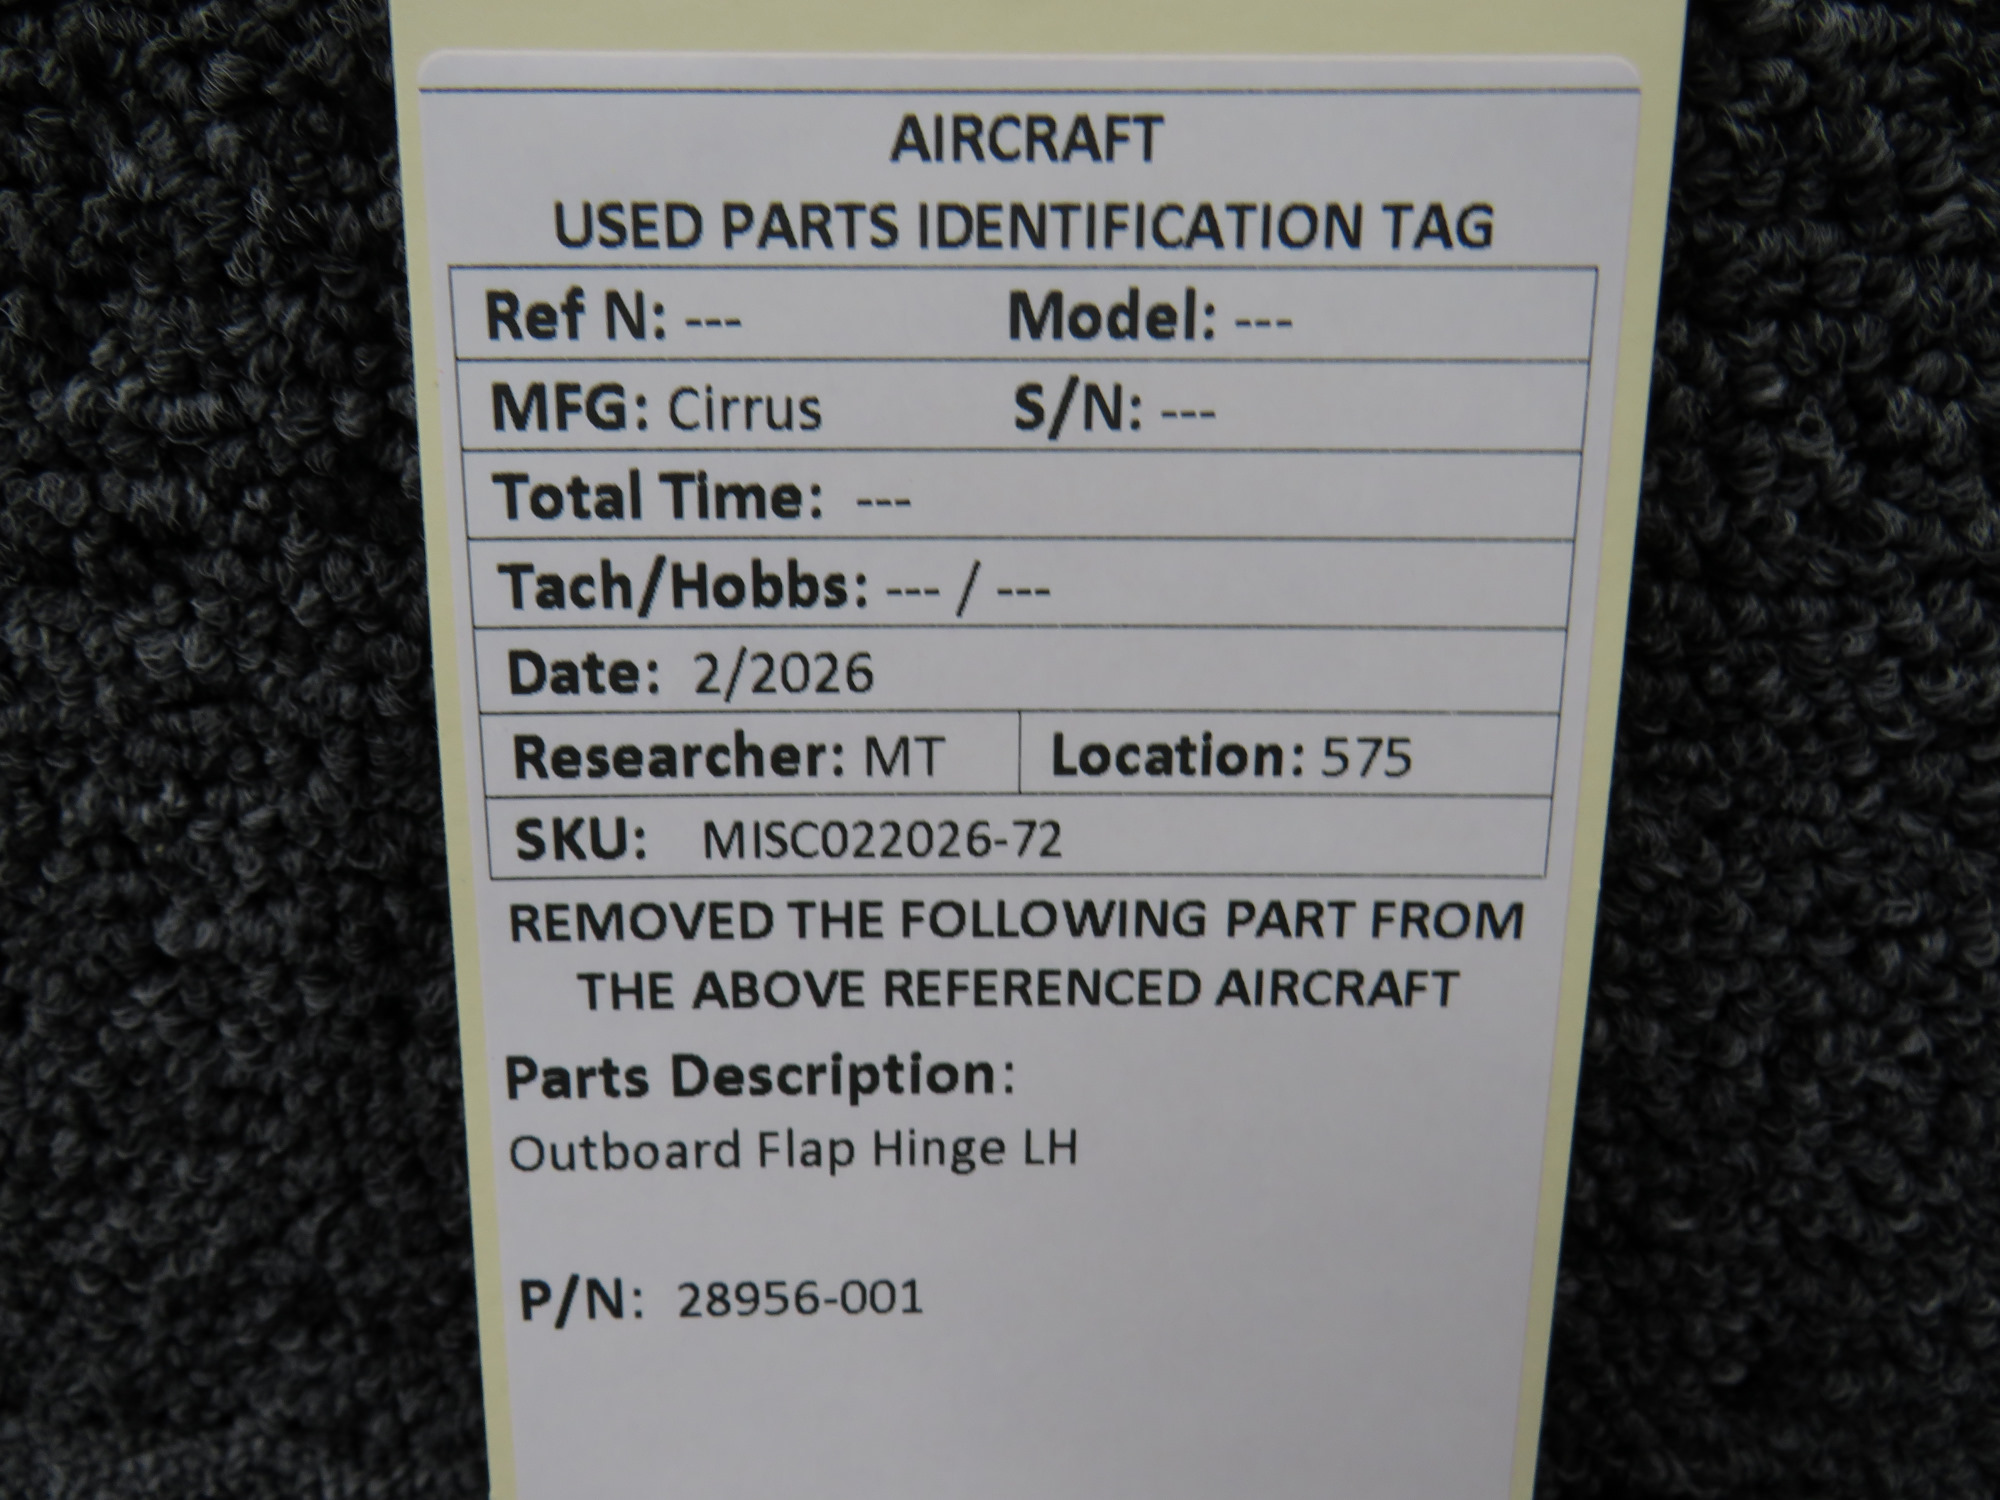 AIRCRAFT
USED PARTS IDENTIFICATION TAG
Ref N: --- Model: ---
MFG: Cirrus S/N: ---
Total Time: ---
Tach/Hobbs: --- / ---
Date: 2/2026
Researcher: MT Location: 575
SKU: MISC022026-72
REMOVED THE FOLLOWING PART FROM
THE ABOVE REFERENCED AIRCRAFT
Parts Description:
Outboard Flap Hinge LH
P/N: 28956-001